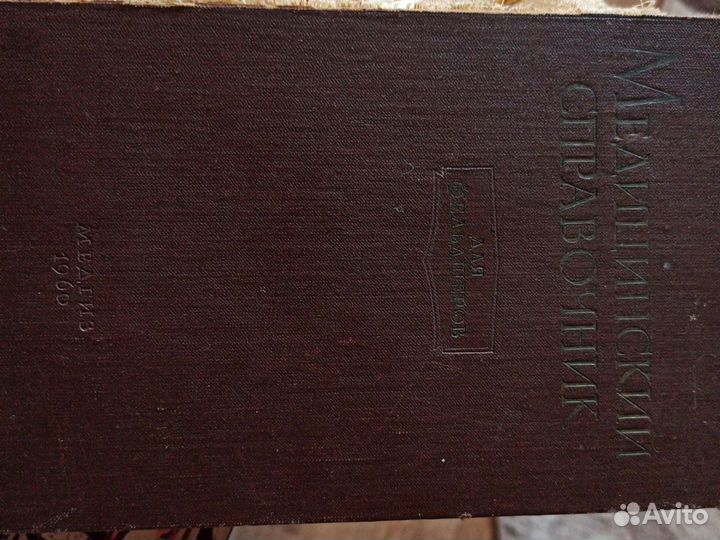 Медицинский
справочник
для
фельдшеров
Медгиз
1960
Avito